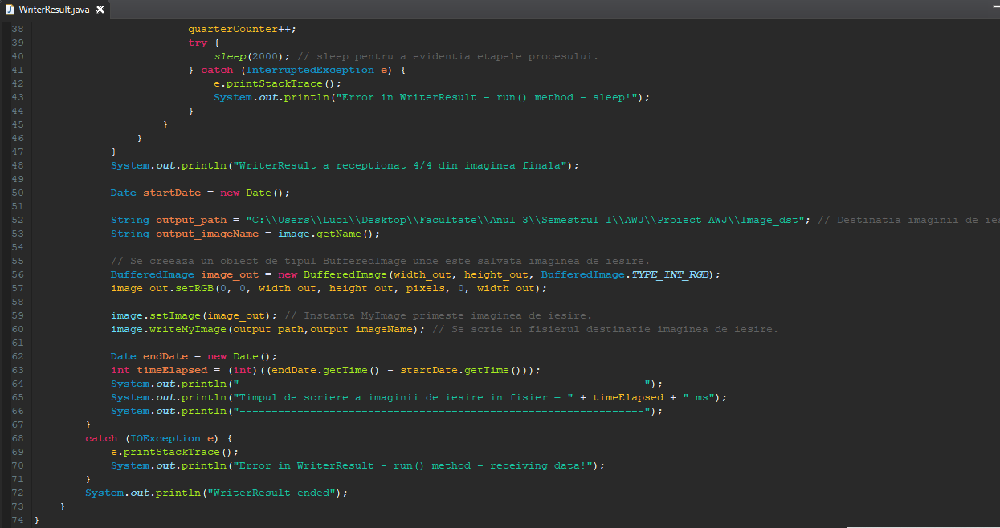 WriterResult.java
38 quarterCounter++;
39 try {
40 sleep(2000); // sleep pentru a evidentia etapele procesului.
41 } catch (InterruptedException e) {
42 e.printStackTrace();
43 System.out.println("Error in WriterResult - run() method - sleep!");
44 }
45 }
46 }
47 }
48 System.out.println("WriterResult a receptionat 4/4 din imaginea finala");
49
50 Date startDate = new Date();
51
52 String output_path = "C:\\Users\\Luci\\Desktop\\Facultate\\Anul 3\\Semestrul 1\\AWJ\\Proiect AWJ\\Image_dst"; // Destinatia imaginii de ies
53 String output_imageName = image.getName();
54
55 // Se creeaza un obiect de tipul BufferedImage unde este salvata imaginea de iesire.
56 BufferedImage image_out = new BufferedImage(width_out, height_out, BufferedImage.TYPE_INT_RGB);
57 image_out.setRGB(0, 0, width_out, height_out, pixels, 0, width_out);
58
59 image.setImage(image_out); // Instanta MyImage primeste imaginea de iesire.
60 image.writeMyImage(output_path,output_imageName); // Se scrie in fisierul destinatie imaginea de iesire.
61
62 Date endDate = new Date();
63 int timeElapsed = (int)((endDate.getTime() - startDate.getTime()));
64 System.out.println("---------------------------------------------------------------");
65 System.out.println("Timpul de scriere a imaginii de iesire in fisier = " + timeElapsed + " ms");
66 System.out.println("---------------------------------------------------------------");
67 }
68 catch (IOException e) {
69 e.printStackTrace();
70 System.out.println("Error in WriterResult - run() method - receiving data!");
71 }
72 System.out.println("WriterResult ended");
73 }
74 }